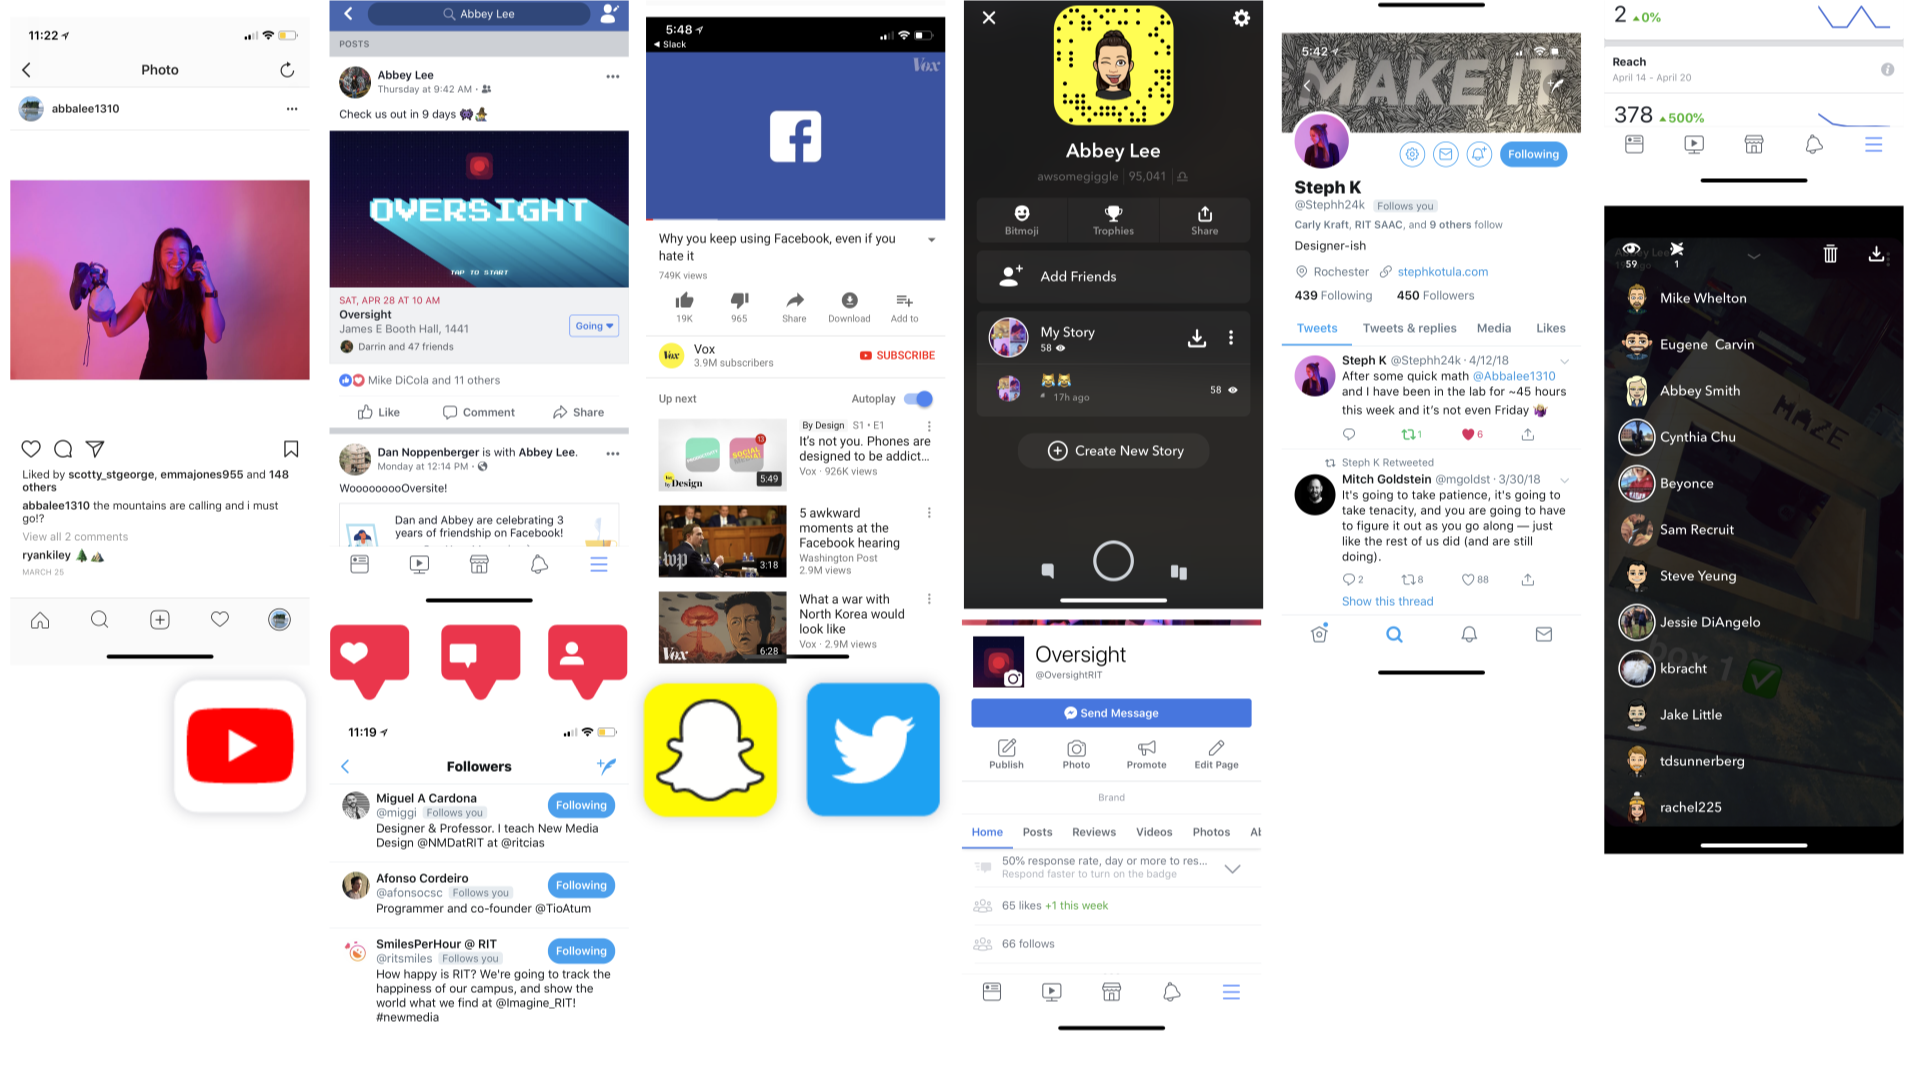 11:22
Photo
abbalee1310
Liked by scotty_stgeorge, emmajones955 and 148
others
abbalee1310 the mountains are calling and i must
go!?
View all 2 comments
ryankiley
MARCH 25
Abbey Lee
POSTS
Abbey Lee
Thursday at 9:42 AM
Check us out in 9 days
OVERSIGHT
TAP TO START
SAT, APR 28 AT 10 AM
Oversight
James E Booth Hall, 1441
Going
Darrin and 47 friends
Mike DiCola and 11 others
Like Comment Share
Dan Noppenberger is with Abbey Lee.
Monday at 12:14 PM
WooooooooOversite!
Dan and Abbey are celebrating 3
years of friendship on Facebook!
11:19
Followers
Miguel A Cardona
@miggi Follows you
Following
Designer & Professor. I teach New Media
Design @NMDatRIT at @ritcias
Afonso Cordeiro
@afonsocsc Follows you
Following
Programmer and co-founder @TioAtum
SmilesPerHour @ RIT
@ritsmiles Follows you
Following
How happy is RIT? We're going to track the
happiness of our campus, and show the
world what we find at @Imagine_RIT!
#newmedia
5:48
Slack
Vox
Why you keep using Facebook, even if you
hate it
749K views
19K 965 Share Download Add to
Vox
Vox
3.9M subscribers
SUBSCRIBE
Up next
Autoplay
By Design S1 • E1
It's not you. Phones are
designed to be addict...
Vox · 926K views
13
by Design
5:49
5 awkward
moments at the
Facebook hearing
Washington Post
2.9M views
wp
3:18
What a war with
North Korea would
look like
Vox · 2.9M views
Vox
6:28
Abbey Lee
awsomegiggle 95,041
Bitmoji Trophies Share
Add Friends
My Story
58
17h ago
58
Create New Story
Oversight
@OversightRIT
Send Message
Publish Photo Promote Edit Page
Brand
Home Posts Reviews Videos Photos Al
50% response rate, day or more to res...
Respond faster to turn on the badge
65 likes +1 this week
66 follows
5:42
MAKE IT
Following
Steph K
@Stephh24k Follows you
Carly Kraft, RIT SAAC, and 9 others follow
Designer-ish
Rochester stephkotula.com
439 Following 450 Followers
Tweets Tweets & replies Media Likes
Steph K @Stephh24k · 4/12/18
After some quick math @Abbalee1310
and I have been in the lab for ~45 hours
this week and it's not even Friday
1 6
Steph K Retweeted
Mitch Goldstein @mgoldst · 3/30/18
It's going to take patience, it's going to
take tenacity, and you are going to have
to figure it out as you go along — just
like the rest of us did (and are still
doing).
2 8 88
Show this thread
2 0%
Reach
April 14 - April 20
378 500%
59 1
Mike Whelton
Eugene Carvin
Abbey Smith
Cynthia Chu
Beyonce
Sam Recruit
Steve Yeung
Jessie DiAngelo
kbracht
Jake Little
tdsunnerberg
rachel225
MAZE
box 1